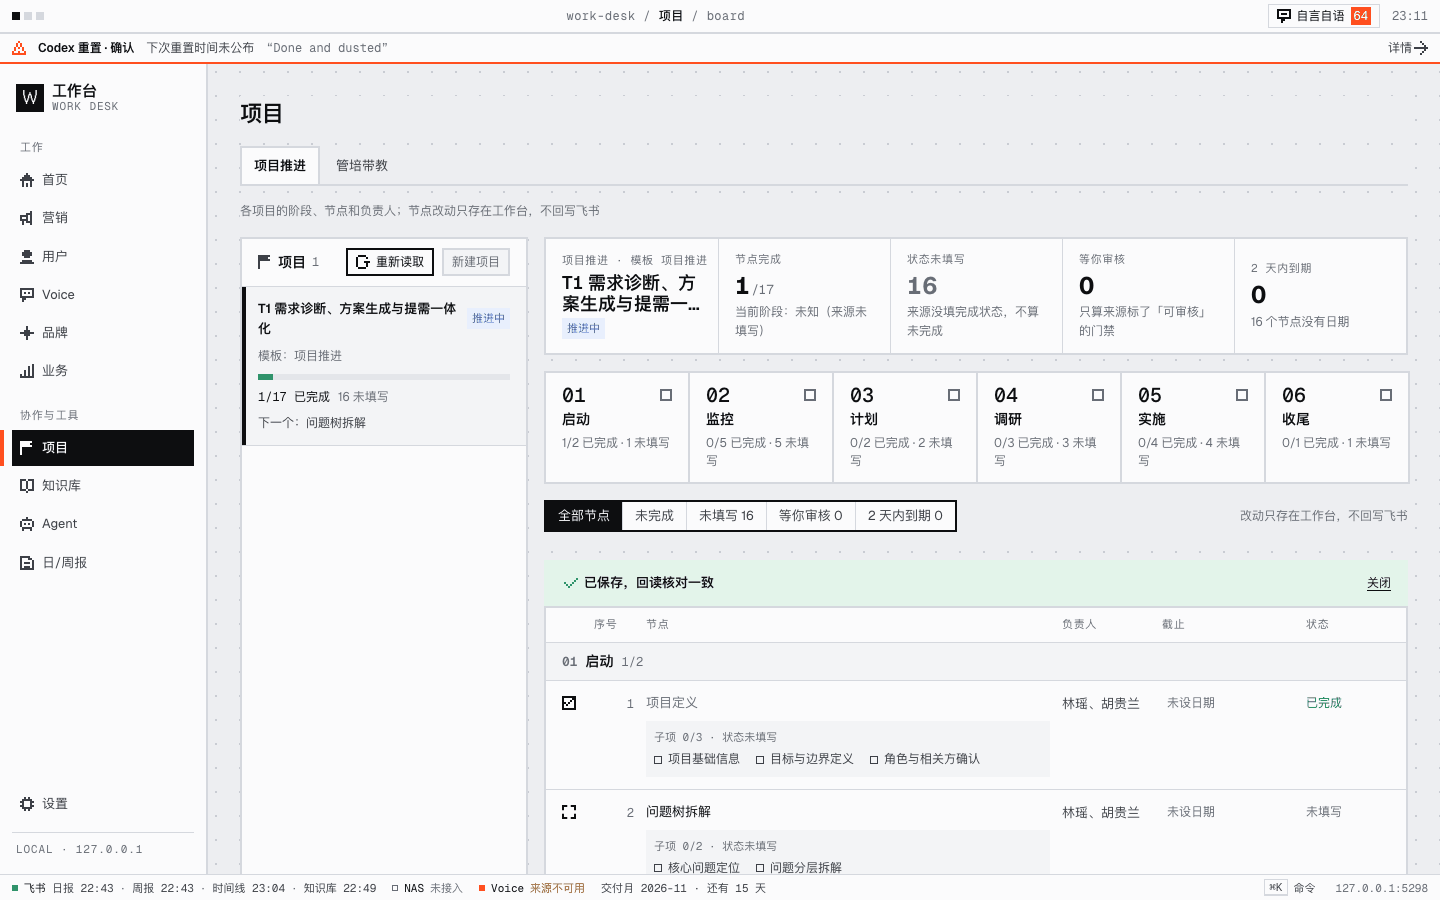 work-desk / 项目 / board
自言自语 64
23:11
Codex 重置 · 确认 下次重置时间未公布 “Done and dusted”
详情
W 工作台
WORK DESK
工作
首页
营销
用户
Voice
品牌
业务
协作与工具
项目
知识库
Agent
日/周报
设置
LOCAL · 127.0.0.1
项目
项目推进 管培带教
各项目的阶段、节点和负责人；节点改动只存在工作台，不回写飞书
项目 1 重新读取 新建项目
T1 需求诊断、方案生成与提需一体
化
推进中
模板：项目推进
1/17 已完成 16 未填写
下一个：问题树拆解
项目推进 · 模板 项目推进
T1 需求诊断、方
案生成与提需一...
推进中
节点完成
1 /17
当前阶段：未知（来源未
填写）
状态未填写
16
来源没填完成状态，不算
未完成
等你审核
0
只算来源标了「可审核」
的门禁
2 天内到期
0
16 个节点没有日期
01
启动
1/2 已完成 · 1 未填写
02
监控
0/5 已完成 · 5 未填
写
03
计划
0/2 已完成 · 2 未填
写
04
调研
0/3 已完成 · 3 未填
写
05
实施
0/4 已完成 · 4 未填
写
06
收尾
0/1 已完成 · 1 未填写
全部节点 未完成 未填写 16 等你审核 0 2 天内到期 0
改动只存在工作台，不回写飞书
已保存，回读核对一致
关闭
序号 节点 负责人 截止 状态
01 启动 1/2
1 项目定义 林瑶、胡贵兰 未设日期 已完成
子项 0/3 · 状态未填写
项目基础信息 目标与边界定义 角色与相关方确认
2 问题树拆解 林瑶、胡贵兰 未设日期 未填写
子项 0/2 · 状态未填写
核心问题定位 问题分层拆解
飞书 日报 22:43 · 周报 22:43 · 时间线 23:04 · 知识库 22:49 NAS 未接入 Voice 来源不可用 交付月 2026-11 · 还有 15 天
⌘K 命令 127.0.0.1:5298